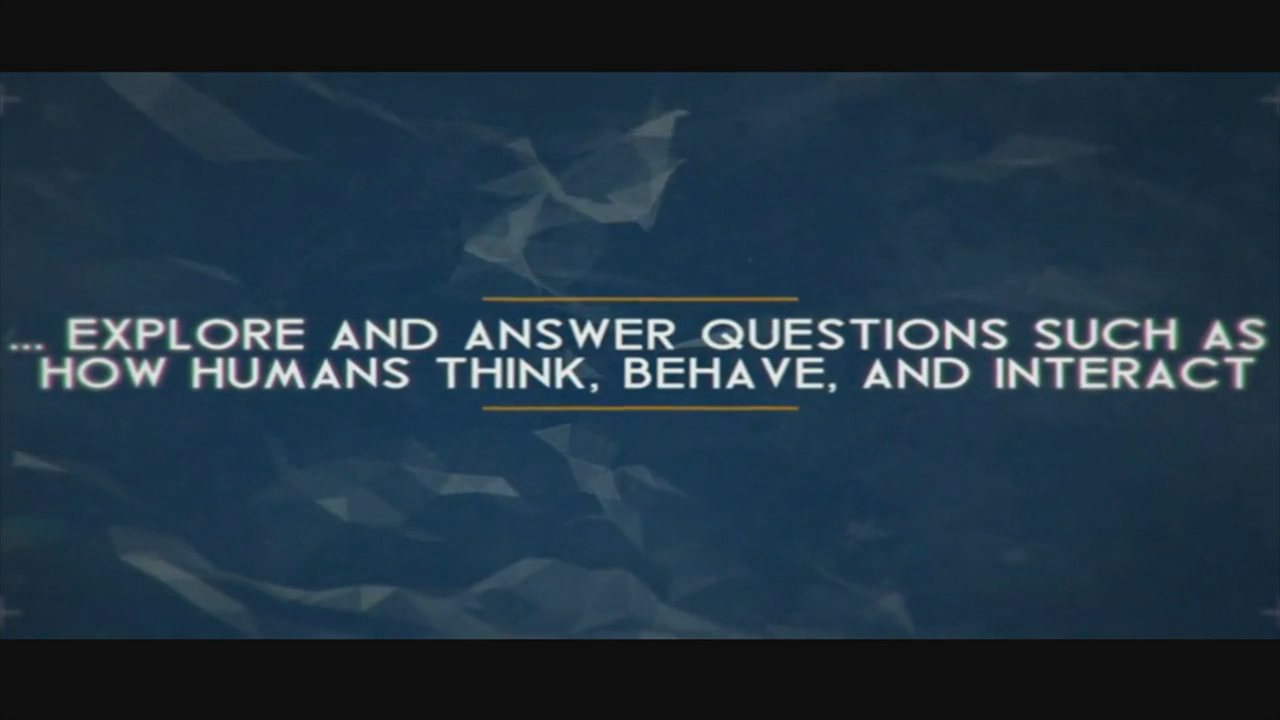 ... EXPLORE AND ANSWER QUESTIONS SUCH AS
HOW HUMANS THINK, BEHAVE, AND INTERACT